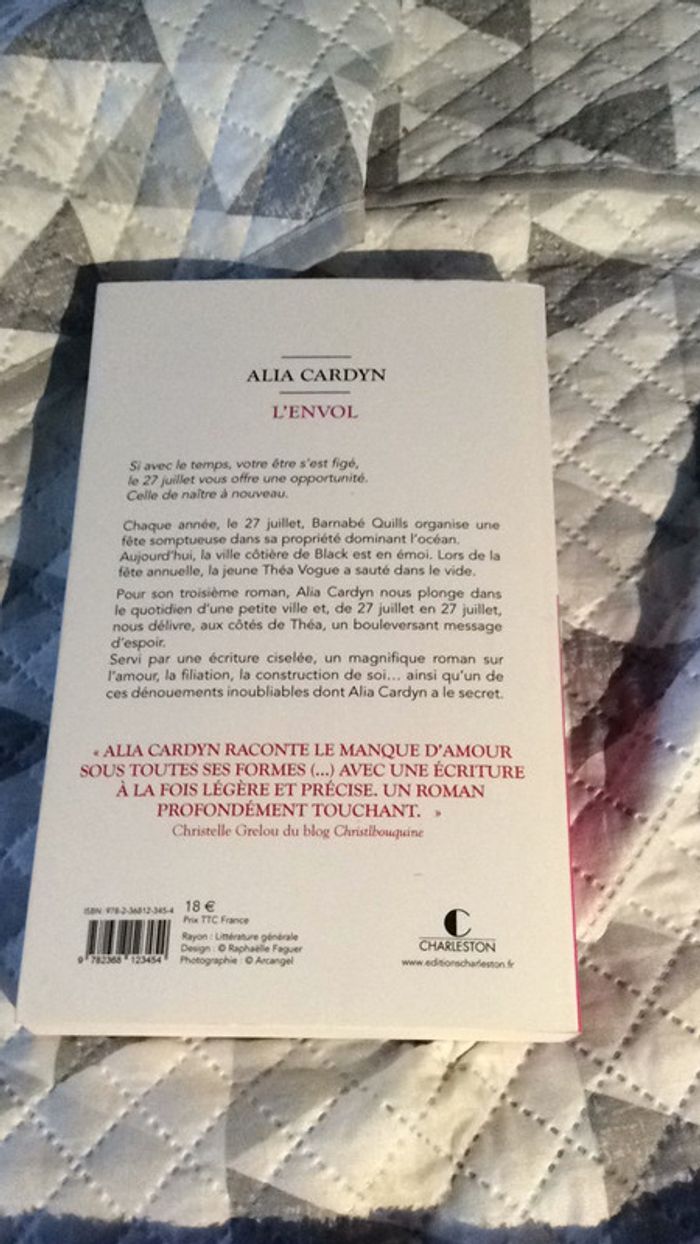 ALIA CARDYN
L'ENVOL
Si avec le temps, votre être s'est figé,
le 27 juillet vous offre une opportunité.
Celle de naître à nouveau.
Chaque année, le 27 juillet, Barnabé Quills organise une
fête somptueuse dans sa propriété dominant l'océan.
Aujourd'hui, la ville côtière de Black est en émoi. Lors de la
fête annuelle, la jeune Théa Vogue a sauté dans le vide.
Pour son troisième roman, Alia Cardyn nous plonge dans
le quotidien d'une petite ville et, de 27 juillet en 27 juillet,
nous délivre, aux côtés de Théa, un bouleversant message
d'espoir.
Servi par une écriture ciselée, un magnifique roman sur
l'amour, la filiation, la construction de soi... ainsi qu'un de
ces dénouements inoubliables dont Alia Cardyn a le secret.
« ALIA CARDYN RACONTE LE MANQUE D'AMOUR
SOUS TOUTES SES FORMES (...) AVEC UNE ÉCRITURE
À LA FOIS LÉGÈRE ET PRÉCISE. UN ROMAN
PROFONDÉMENT TOUCHANT. »
Christelle Grelou du blog Christlbouquine
ISBN : 978-2-36812-345-4
9 782368 123454
18 €
Prix TTC France
Rayon : Littérature générale
Design : © Raphaëlle Faguer
Photographie : © Arcangel
C
CHARLESTON
www.editionscharleston.fr